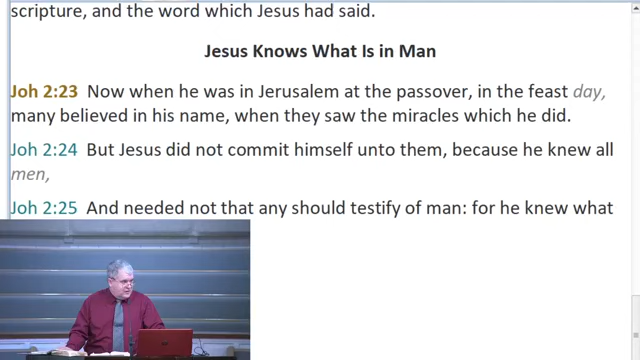 scripture, and the word which Jesus had said.
Jesus Knows What Is in Man
Joh 2:23 Now when he was in Jerusalem at the passover, in the feast day,
many believed in his name, when they saw the miracles which he did.
Joh 2:24 But Jesus did not commit himself unto them, because he knew all
men,
Joh 2:25 And needed not that any should testify of man: for he knew what